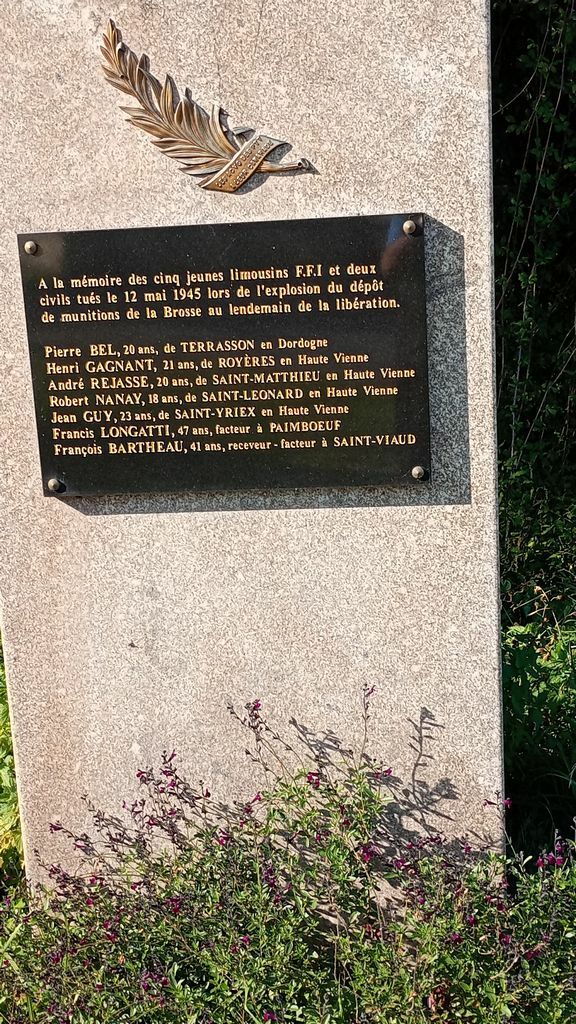 A la mémoire des cinq jeunes limousins F.F.I et deux
civils tués le 12 mai 1945 lors de l'explosion du dépôt
de munitions de la Brosse au lendemain de la libération.
Pierre BEL, 20 ans, de TERRASSON en Dordogne
Henri GAGNANT, 21 ans, de ROYÈRES en Haute Vienne
André REJASSE, 20 ans, de SAINT-MATTHIEU en Haute Vienne
Robert NANAY, 18 ans, de SAINT-LEONARD en Haute Vienne
Jean GUY, 23 ans, de SAINT-YRIEX en Haute Vienne
Francis LONGATTI, 47 ans, facteur à PAIMBOEUF
François BARTHEAU, 41 ans, receveur - facteur à SAINT-VIAUD